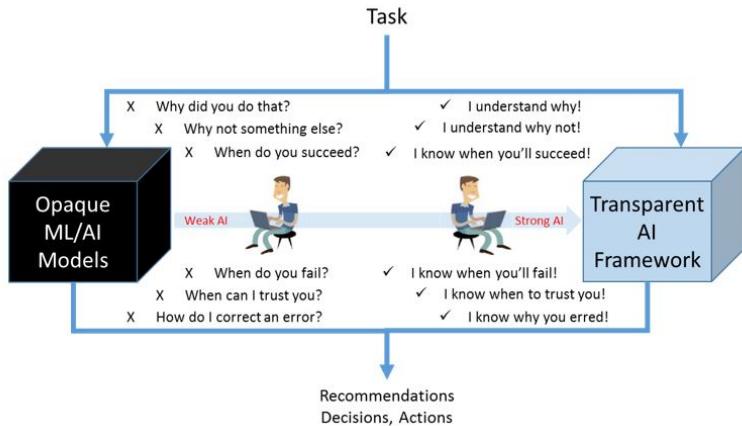 Task
X Why did you do that?
✓ I understand why!
X Why not something else?
✓ I understand why not!
X When do you succeed?
✓ I know when you'll succeed!
Opaque
ML/AI
Models
Weak AI
Strong AI
Transparent
AI
Framework
X When do you fail?
✓ I know when you'll fail!
X When can I trust you?
✓ I know when to trust you!
X How do I correct an error?
✓ I know why you erred!
Recommendations
Decisions, Actions